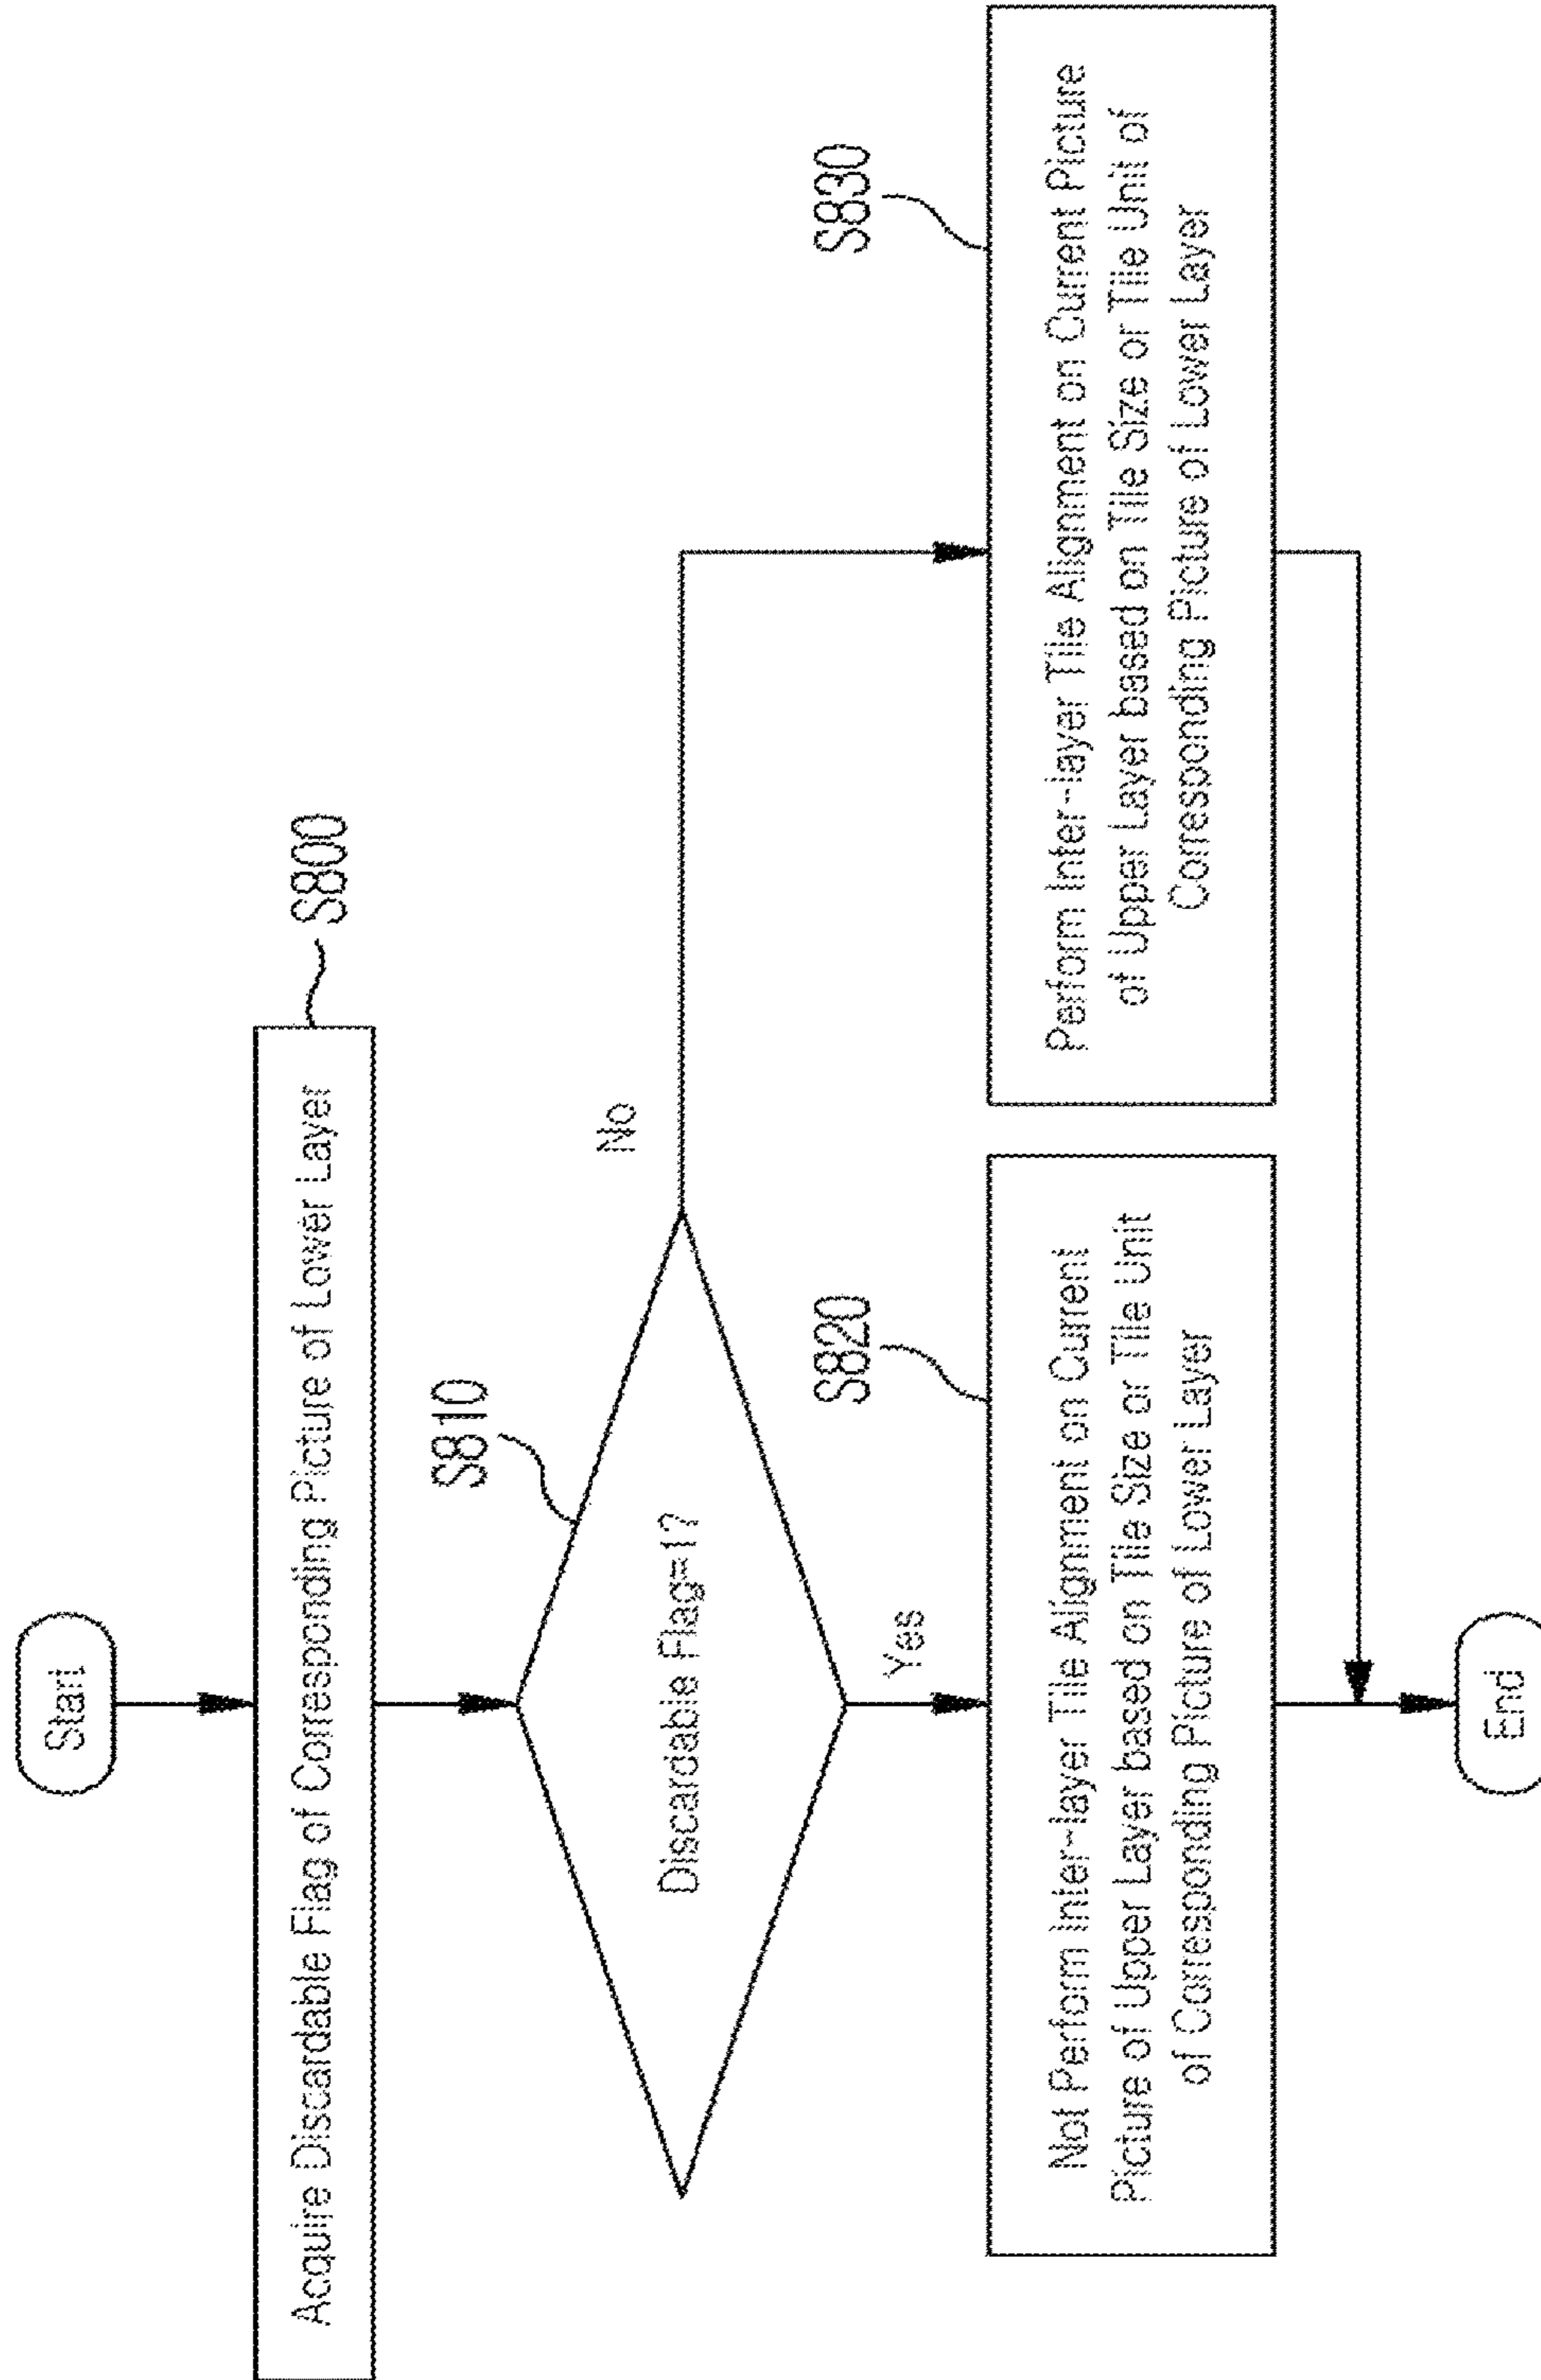 Start
Acquire Discardable Flag of Corresponding Picture of Lower Layer
S800
Discardable Flag=1?
S810
No
Yes
S820
Not Perform Inter-layer Tile Alignment on Current
Picture of Upper Layer based on Tile Size or Tile Unit
of Corresponding Picture of Lower Layer
S830
Perform Inter-layer Tile Alignment on Current Picture
of Upper Layer based on Tile Size or Tile Unit of
Corresponding Picture of Lower Layer
End